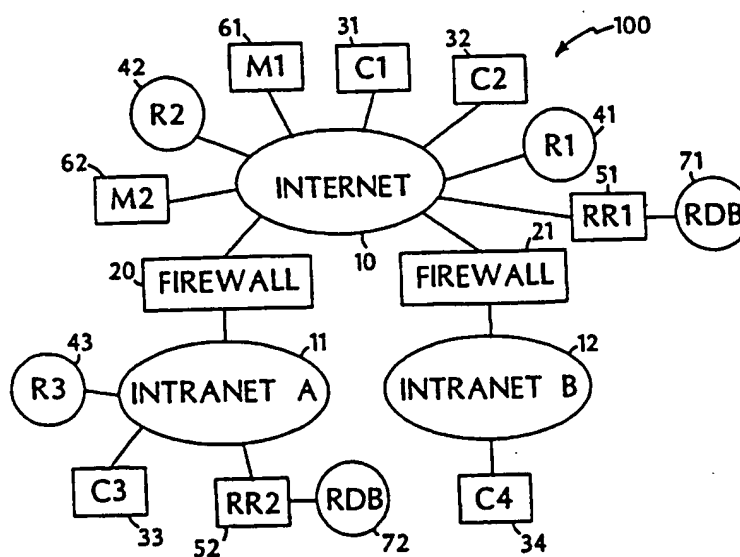 61
31
32
100
42
M1
C1
C2
R2
41
R1
62
INTERNET
51
71
M2
RR1
RDB
10
21
20
FIREWALL
FIREWALL
43
11
12
R3
INTRANET A
INTRANET B
C3
RR2
RDB
C4
33
52
72
34